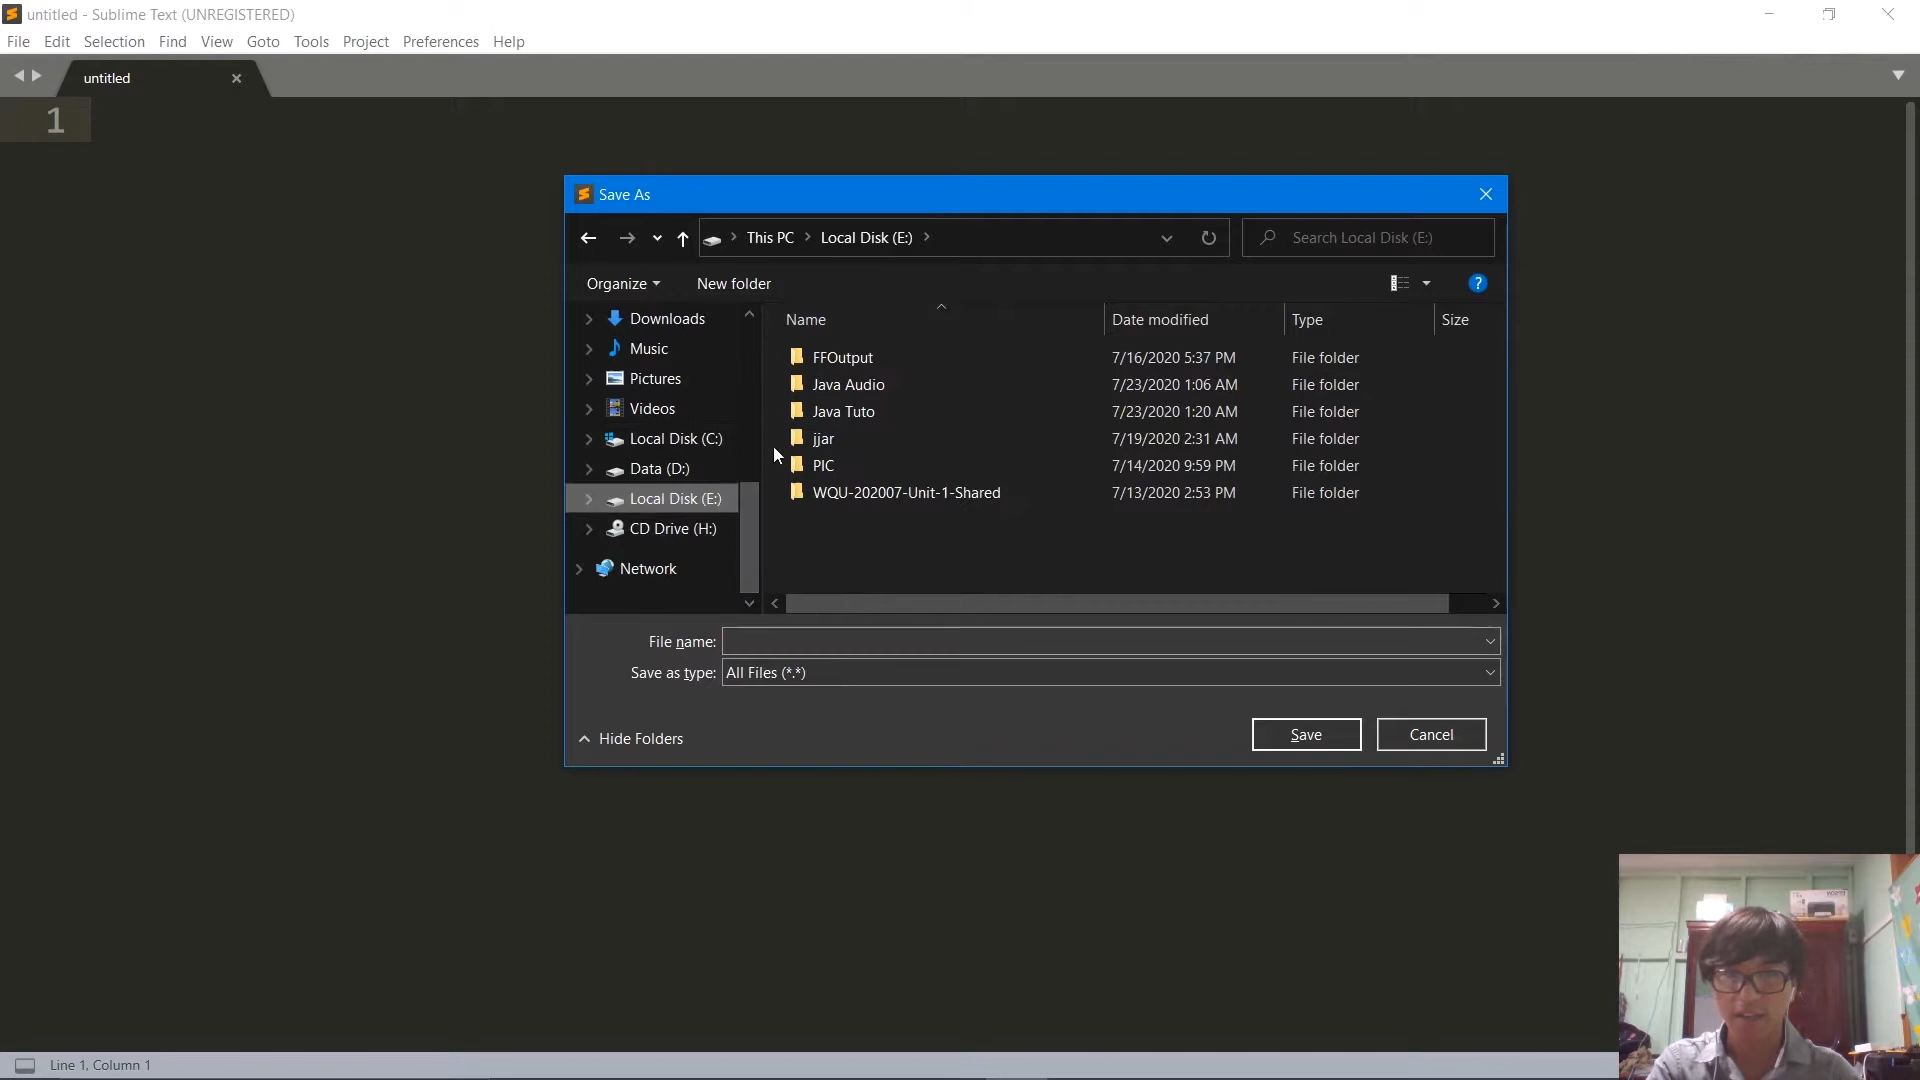 untitled - Sublime Text (UNREGISTERED)
File Edit Selection Find View Goto Tools Project Preferences Help
untitled
1
Save As
This PC Local Disk (E:)
Search Local Disk (E:)
Organize New folder
Name Date modified Type Size
Downloads
Music
Pictures
Videos
Local Disk (C:)
Data (D:)
Local Disk (E:)
CD Drive (H:)
Network
FFOutput 7/16/2020 5:37 PM File folder
Java Audio 7/23/2020 1:06 AM File folder
Java Tuto 7/23/2020 1:20 AM File folder
jjar 7/19/2020 2:31 AM File folder
PIC 7/14/2020 9:59 PM File folder
WQU-202007-Unit-1-Shared 7/13/2020 2:53 PM File folder
File name:
Save as type: All Files (*.*)
Hide Folders
Save Cancel
Line 1, Column 1